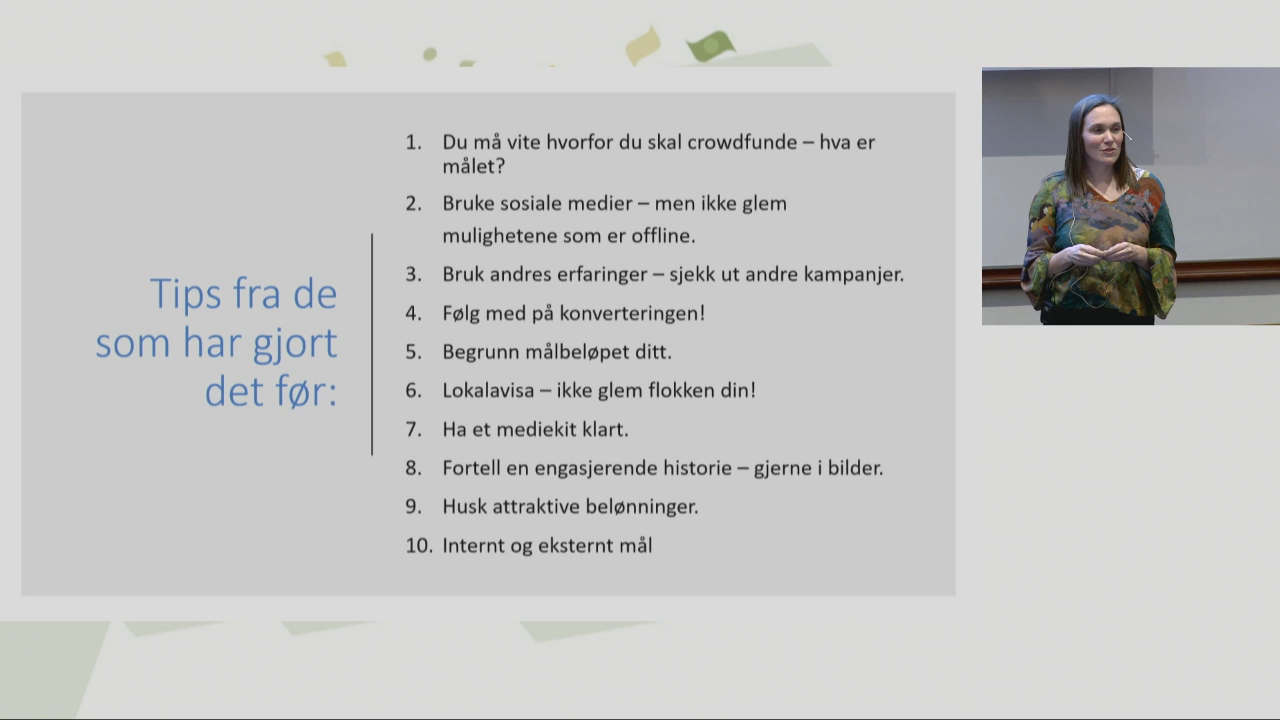 Tips fra de
som har gjort
det før:
1. Du må vite hvorfor du skal crowdfunde – hva er
målet?
2. Bruke sosiale medier – men ikke glem
mulighetene som er offline.
3. Bruk andres erfaringer – sjekk ut andre kampanjer.
4. Følg med på konverteringen!
5. Begrunn målbeløpet ditt.
6. Lokalavisa – ikke glem flokken din!
7. Ha et mediekit klart.
8. Fortell en engasjerende historie – gjerne i bilder.
9. Husk attraktive belønninger.
10. Internt og eksternt mål